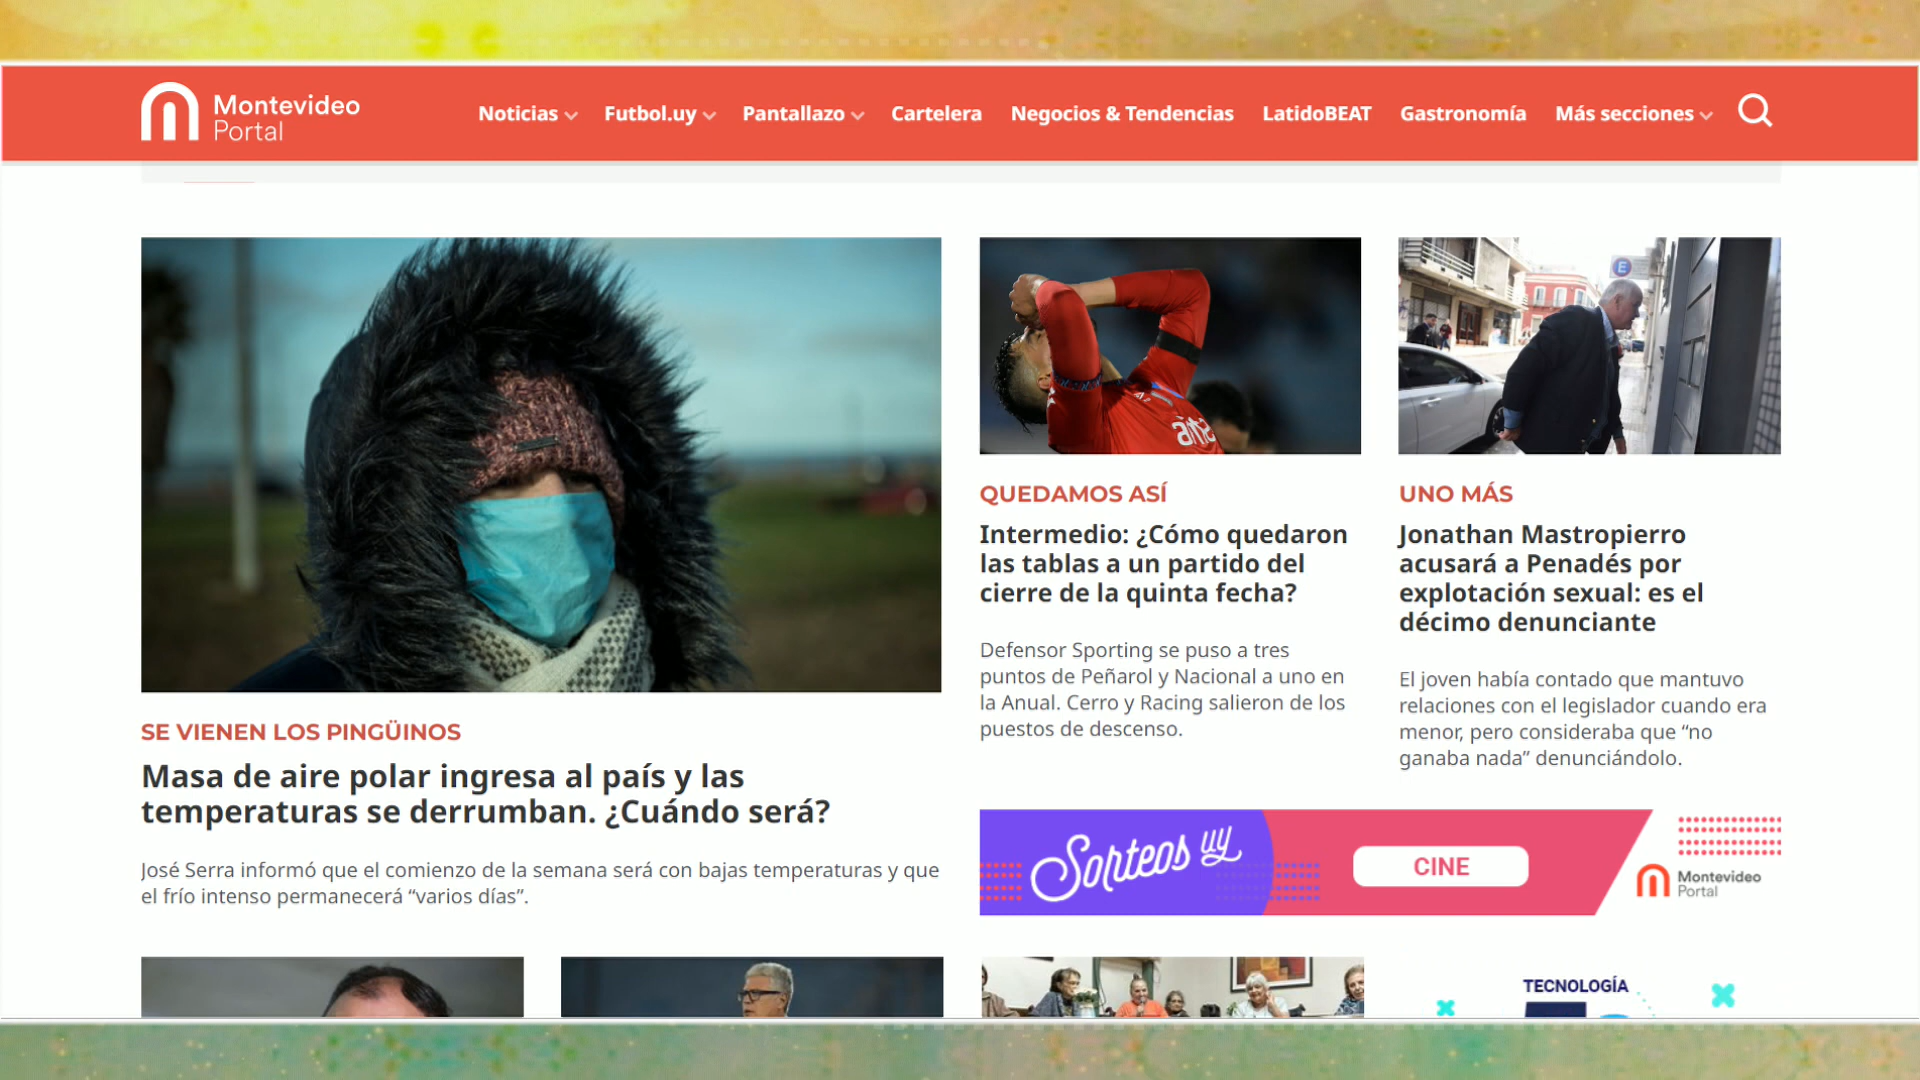 Montevideo
Portal
Noticias
Futbol.uy
Pantallazo
Cartelera
Negocios & Tendencias
LatidoBEAT
Gastronomía
Más secciones
E
SE VIENEN LOS PINGÜINOS
Masa de aire polar ingresa al país y las
temperaturas se derrumban. ¿Cuándo será?
José Serra informó que el comienzo de la semana será con bajas temperaturas y que
el frío intenso permanecerá “varios días”.
QUEDAMOS ASÍ
Intermedio: ¿Cómo quedaron
las tablas a un partido del
cierre de la quinta fecha?
Defensor Sporting se puso a tres
puntos de Peñarol y Nacional a uno en
la Anual. Cerro y Racing salieron de los
puestos de descenso.
UNO MÁS
Jonathan Mastropierro
acusará a Penadés por
explotación sexual: es el
décimo denunciante
El joven había contado que mantuvo
relaciones con el legislador cuando era
menor, pero consideraba que “no
ganaba nada” denunciándolo.
Sorteos uy
CINE
Montevideo
Portal
TECNOLOGÍA